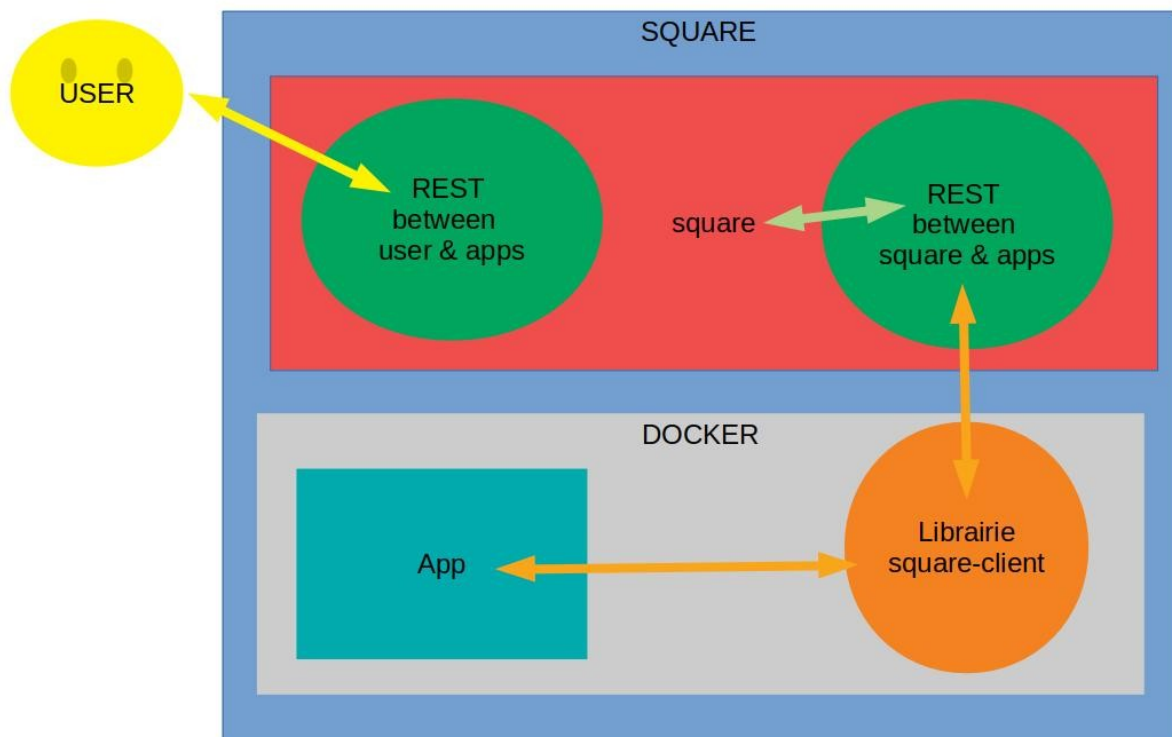 SQUARE
USER
REST
between
user & apps
square
REST
between
square & apps
DOCKER
App
Librairie
square-client